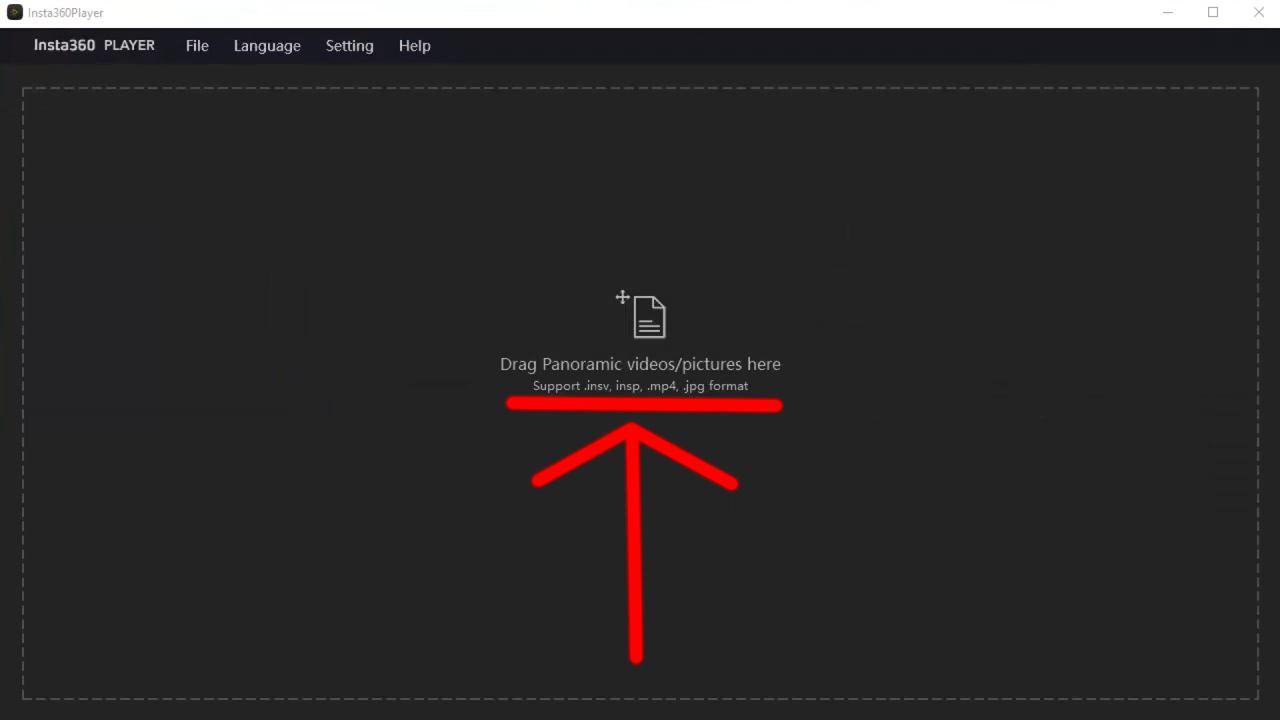 Insta360Player
Insta360 PLAYER File Language Setting Help
Drag Panoramic videos/pictures here
Support .insv, insp, .mp4, .jpg format